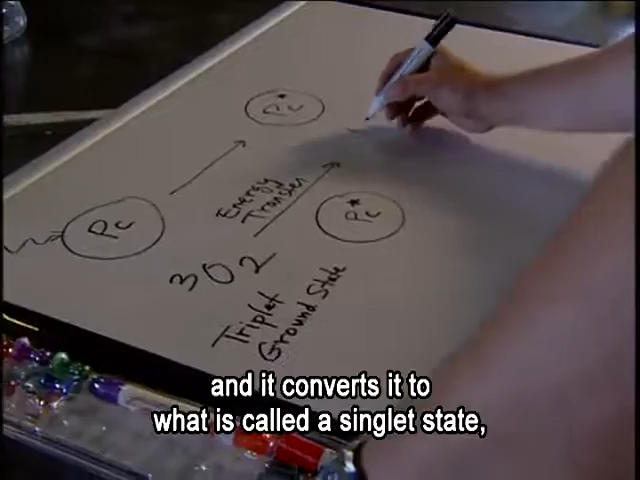 Pc*
Energy
Transfer
Pc*
Pc
3O2
Triplet
Ground State
and it converts it to
what is called a singlet state,